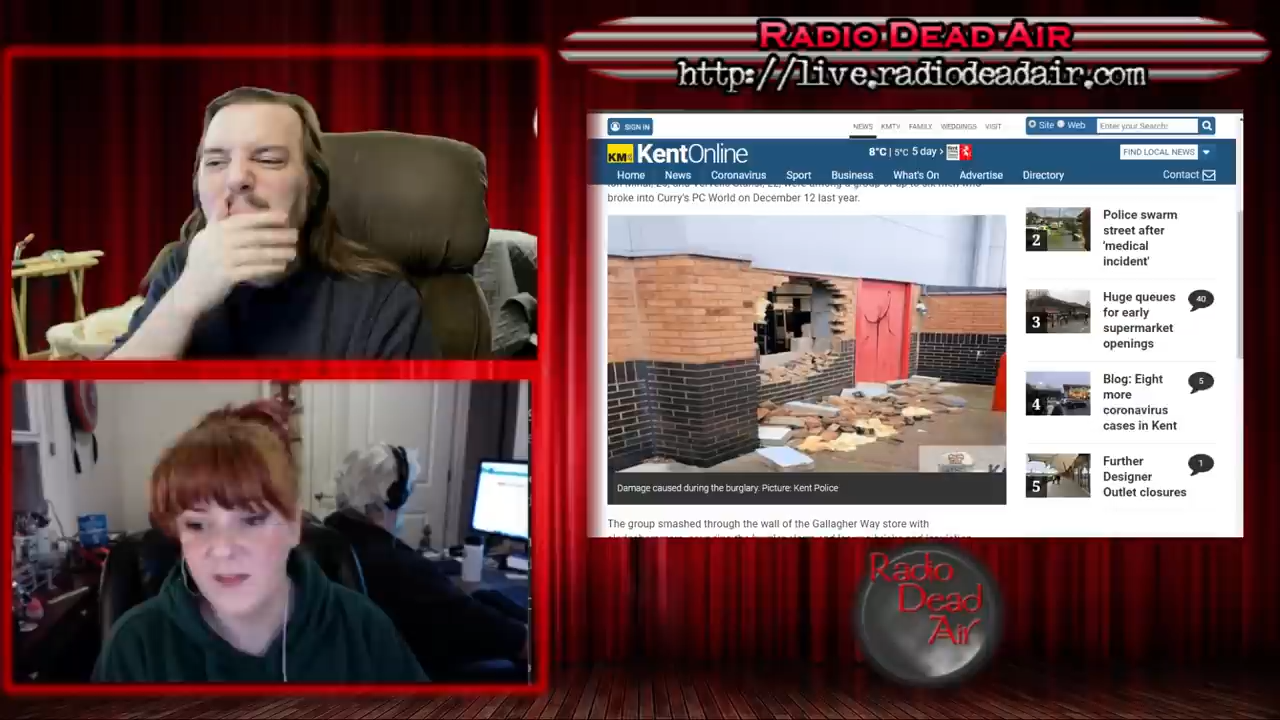 RADIO DEAD AIR
http://live.radiodeadair.com
SIGN IN
NEWS KMTV FAMILY WEDDINGS VISIT
Site Web
Enter your Search:
KM KentOnline
8°C | 5°C 5 day >
FIND LOCAL NEWS
Home News Coronavirus Sport Business What's On Advertise Directory Contact
broke into Curry's PC World on December 12 last year.
Damage caused during the burglary. Picture: Kent Police
The group smashed through the wall of the Gallagher Way store with
2
Police swarm
street after
'medical
incident'
3
Huge queues
for early
supermarket
openings
40
4
Blog: Eight
more
coronavirus
cases in Kent
5
5
Further
Designer
Outlet closures
1
Radio
Dead
Air